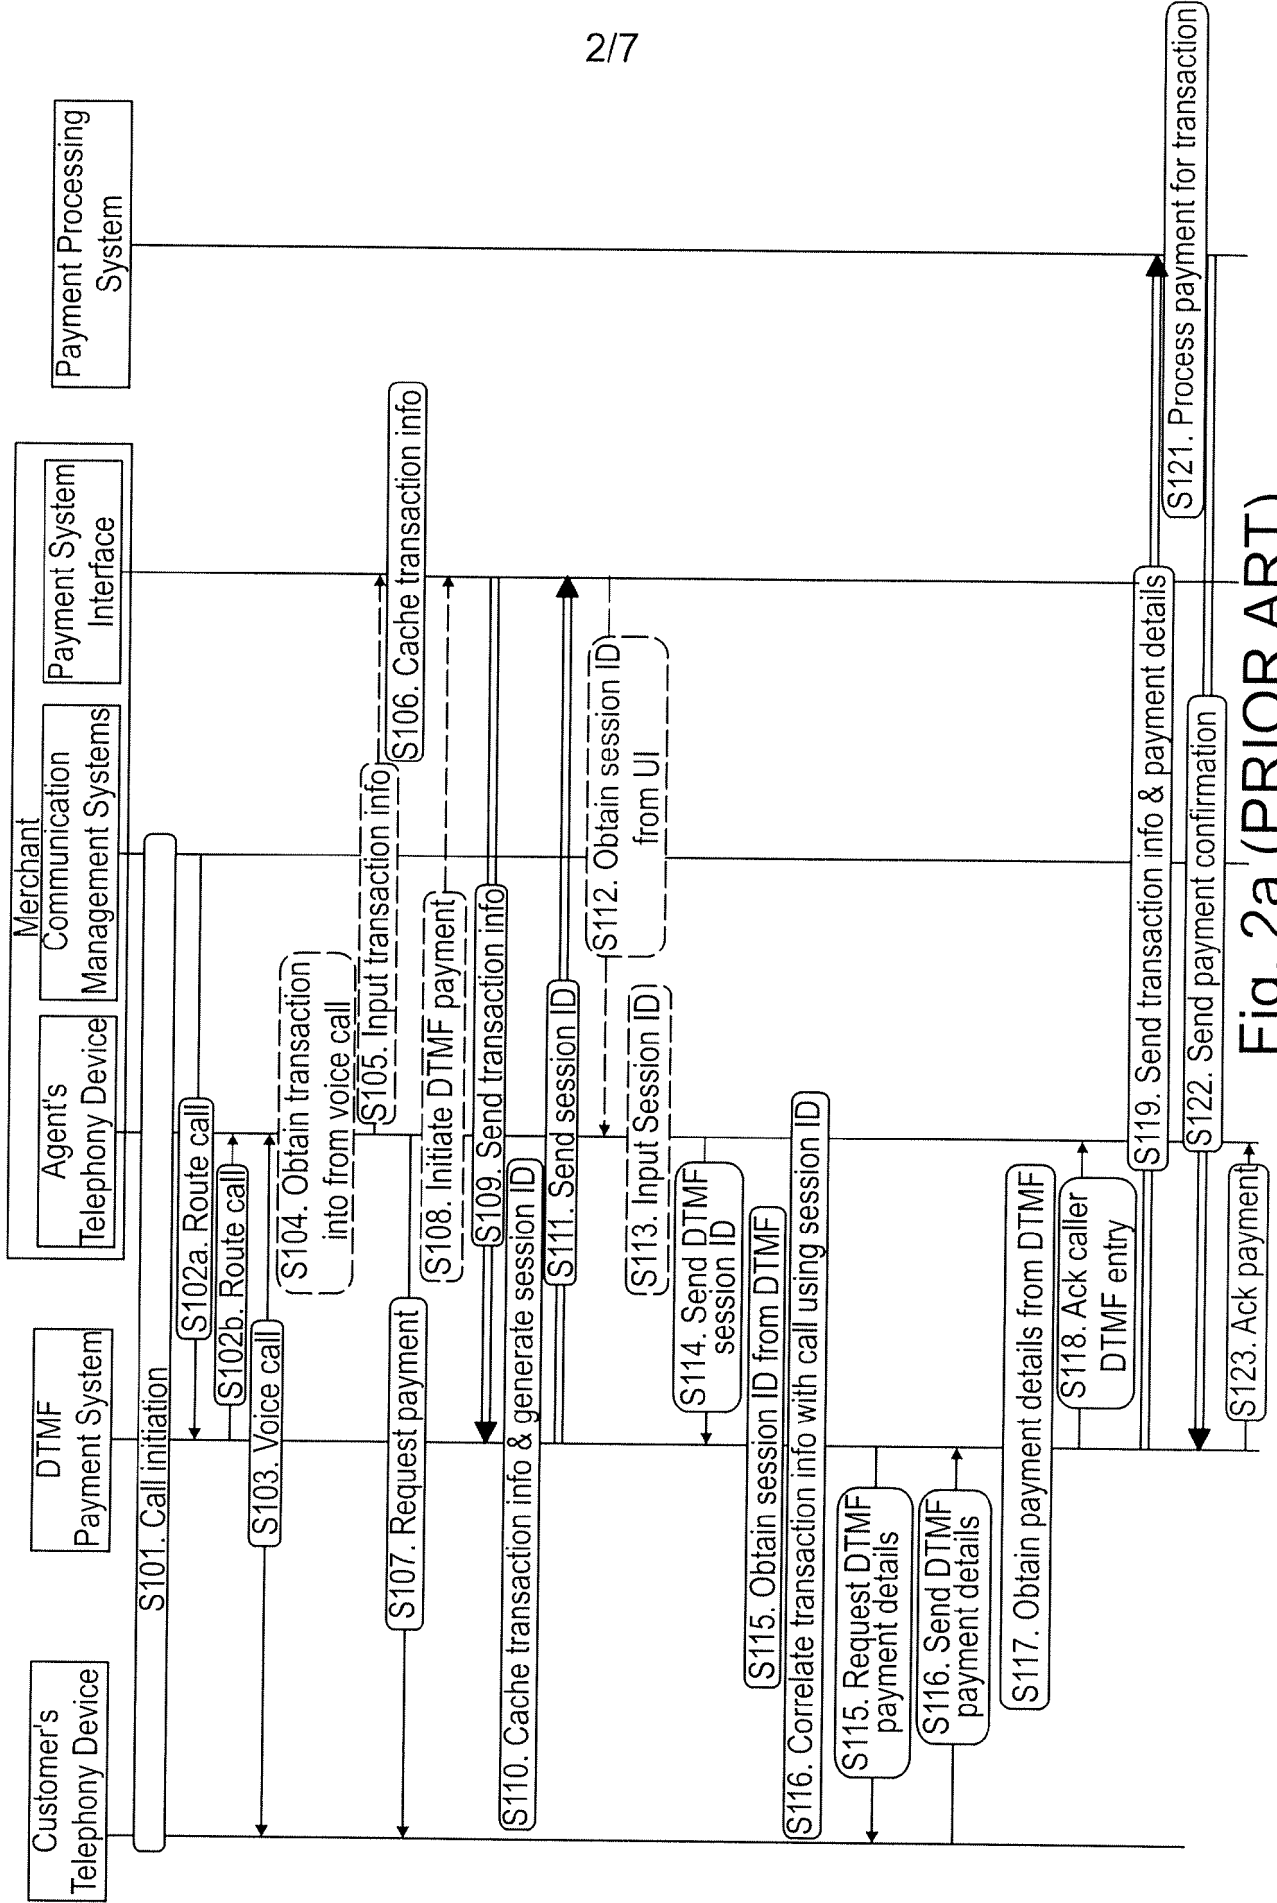 2/7
Customer's
Telephony Device
DTMF
Payment System
Merchant
Agent's
Telephony Device
Communication
Management Systems
Payment System
Interface
Payment Processing
System
S101. Call initiation
S102a. Route call
S102b. Route call
S103. Voice call
S104. Obtain transaction
into from voice call
S105. Input transaction info
S106. Cache transaction info
S107. Request payment
S108. Initiate DTMF payment
S109. Send transaction info
S110. Cache transaction info & generate session ID
S111. Send session ID
S112. Obtain session ID
from UI
S113. Input Session ID
S114. Send DTMF
session ID
S115. Obtain session ID from DTMF
S116. Correlate transaction info with call using session ID
S115. Request DTMF
payment details
S116. Send DTMF
payment details
S117. Obtain payment details from DTMF
S118. Ack caller
DTMF entry
S119. Send transaction info & payment details
S121. Process payment for transaction
S122. Send payment confirmation
S123. Ack payment
Fig. 2a (PRIOR ART)